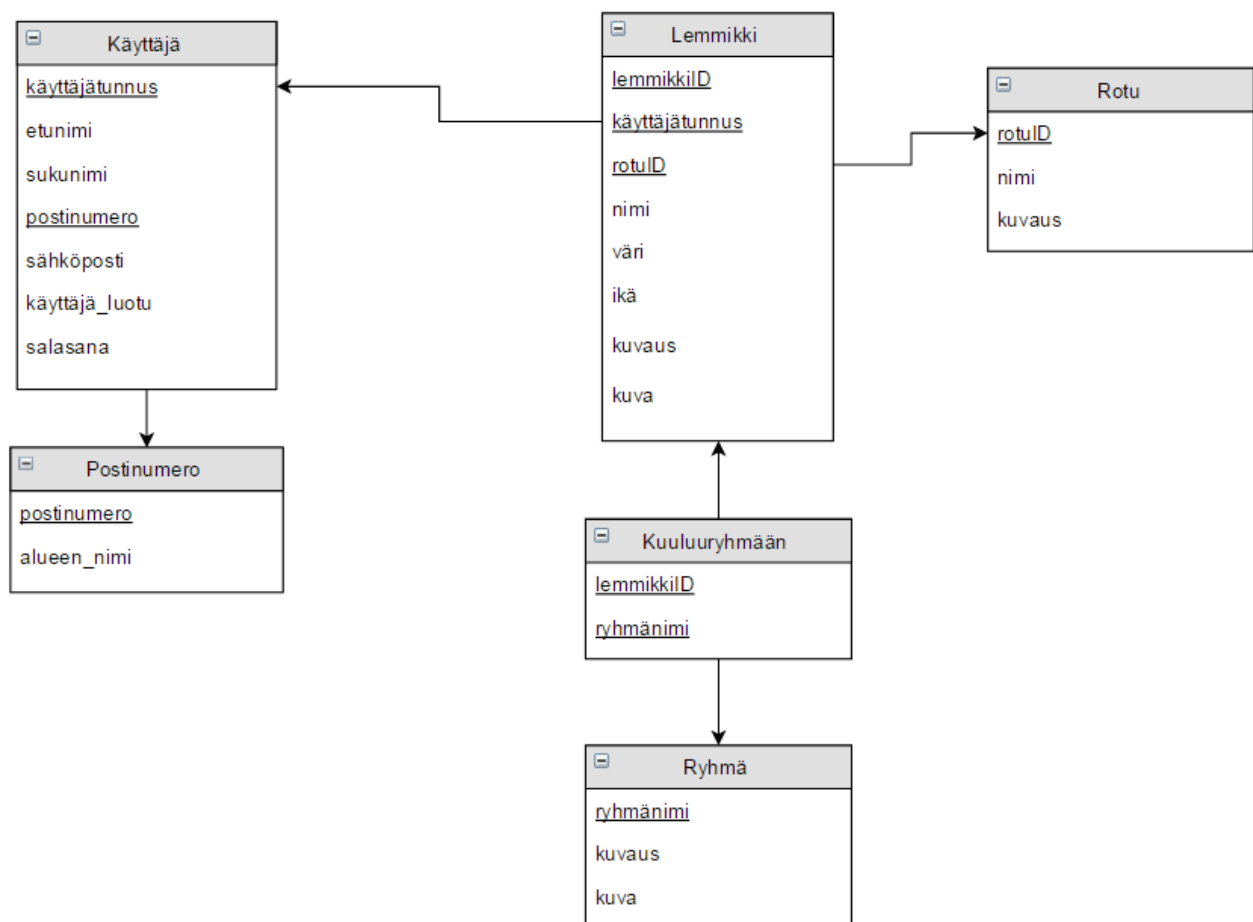 Käyttäjä
käyttäjätunnus
etunimi
sukunimi
postinumero
sähköposti
käyttäjä_luotu
salasana
Postinumero
postinumero
alueen_nimi
Lemmikki
lemmikkiID
käyttäjätunnus
rotuID
nimi
väri
ikä
kuvaus
kuva
Rotu
rotuID
nimi
kuvaus
Kuuluuryhmään
lemmikkiID
ryhmänimi
Ryhmä
ryhmänimi
kuvaus
kuva